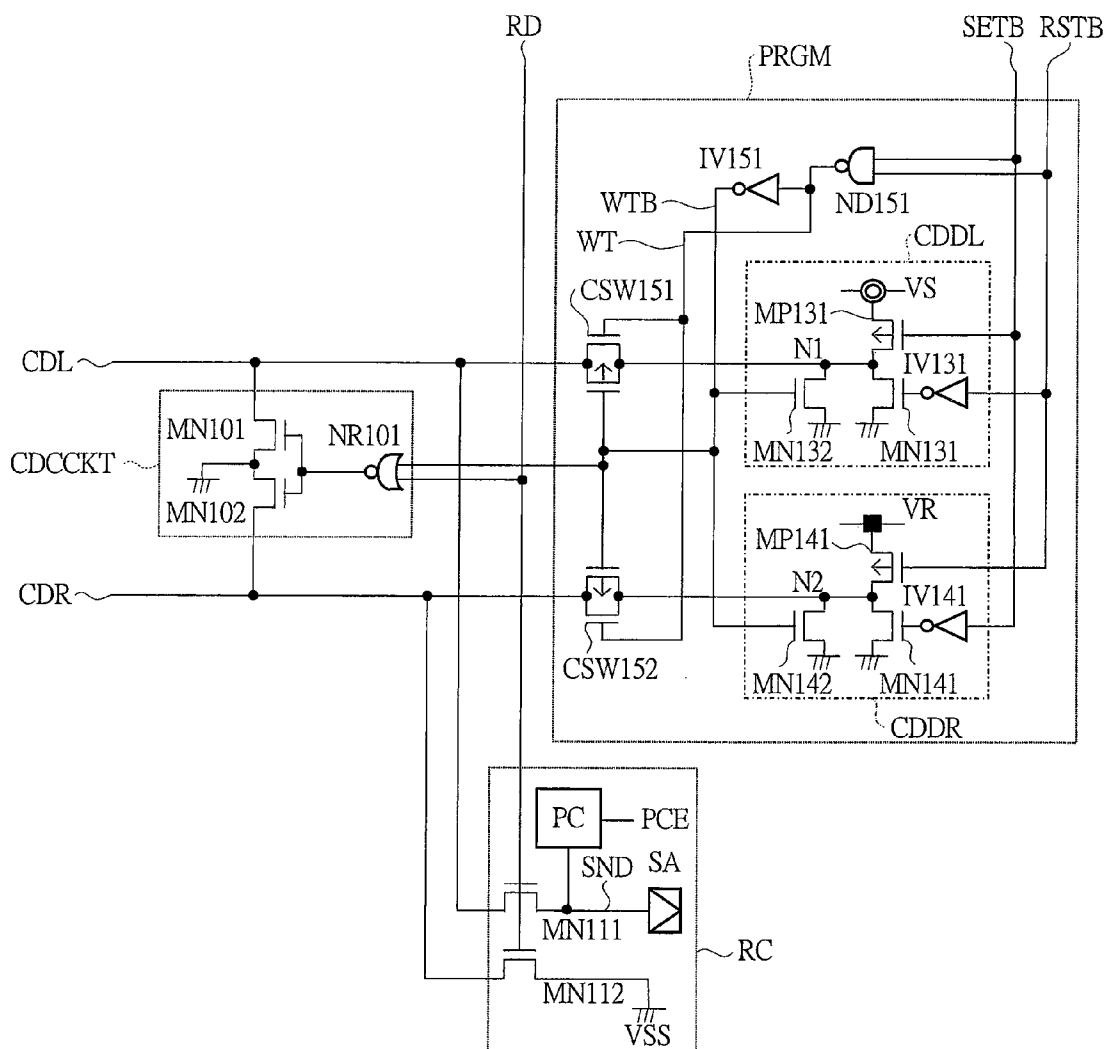 RD
SETB
RSTB
PRGM
IV151
ND151
WTB
WT
CDDL
CSW151
VS
MP131
CDL
N1
IV131
MN101
NR101
CDCCKT
MN132
MN131
MN102
VR
MP141
CDR
N2
IV141
CSW152
MN142
MN141
CDDR
PC
PCE
SND
SA
MN111
RC
MN112
VSS